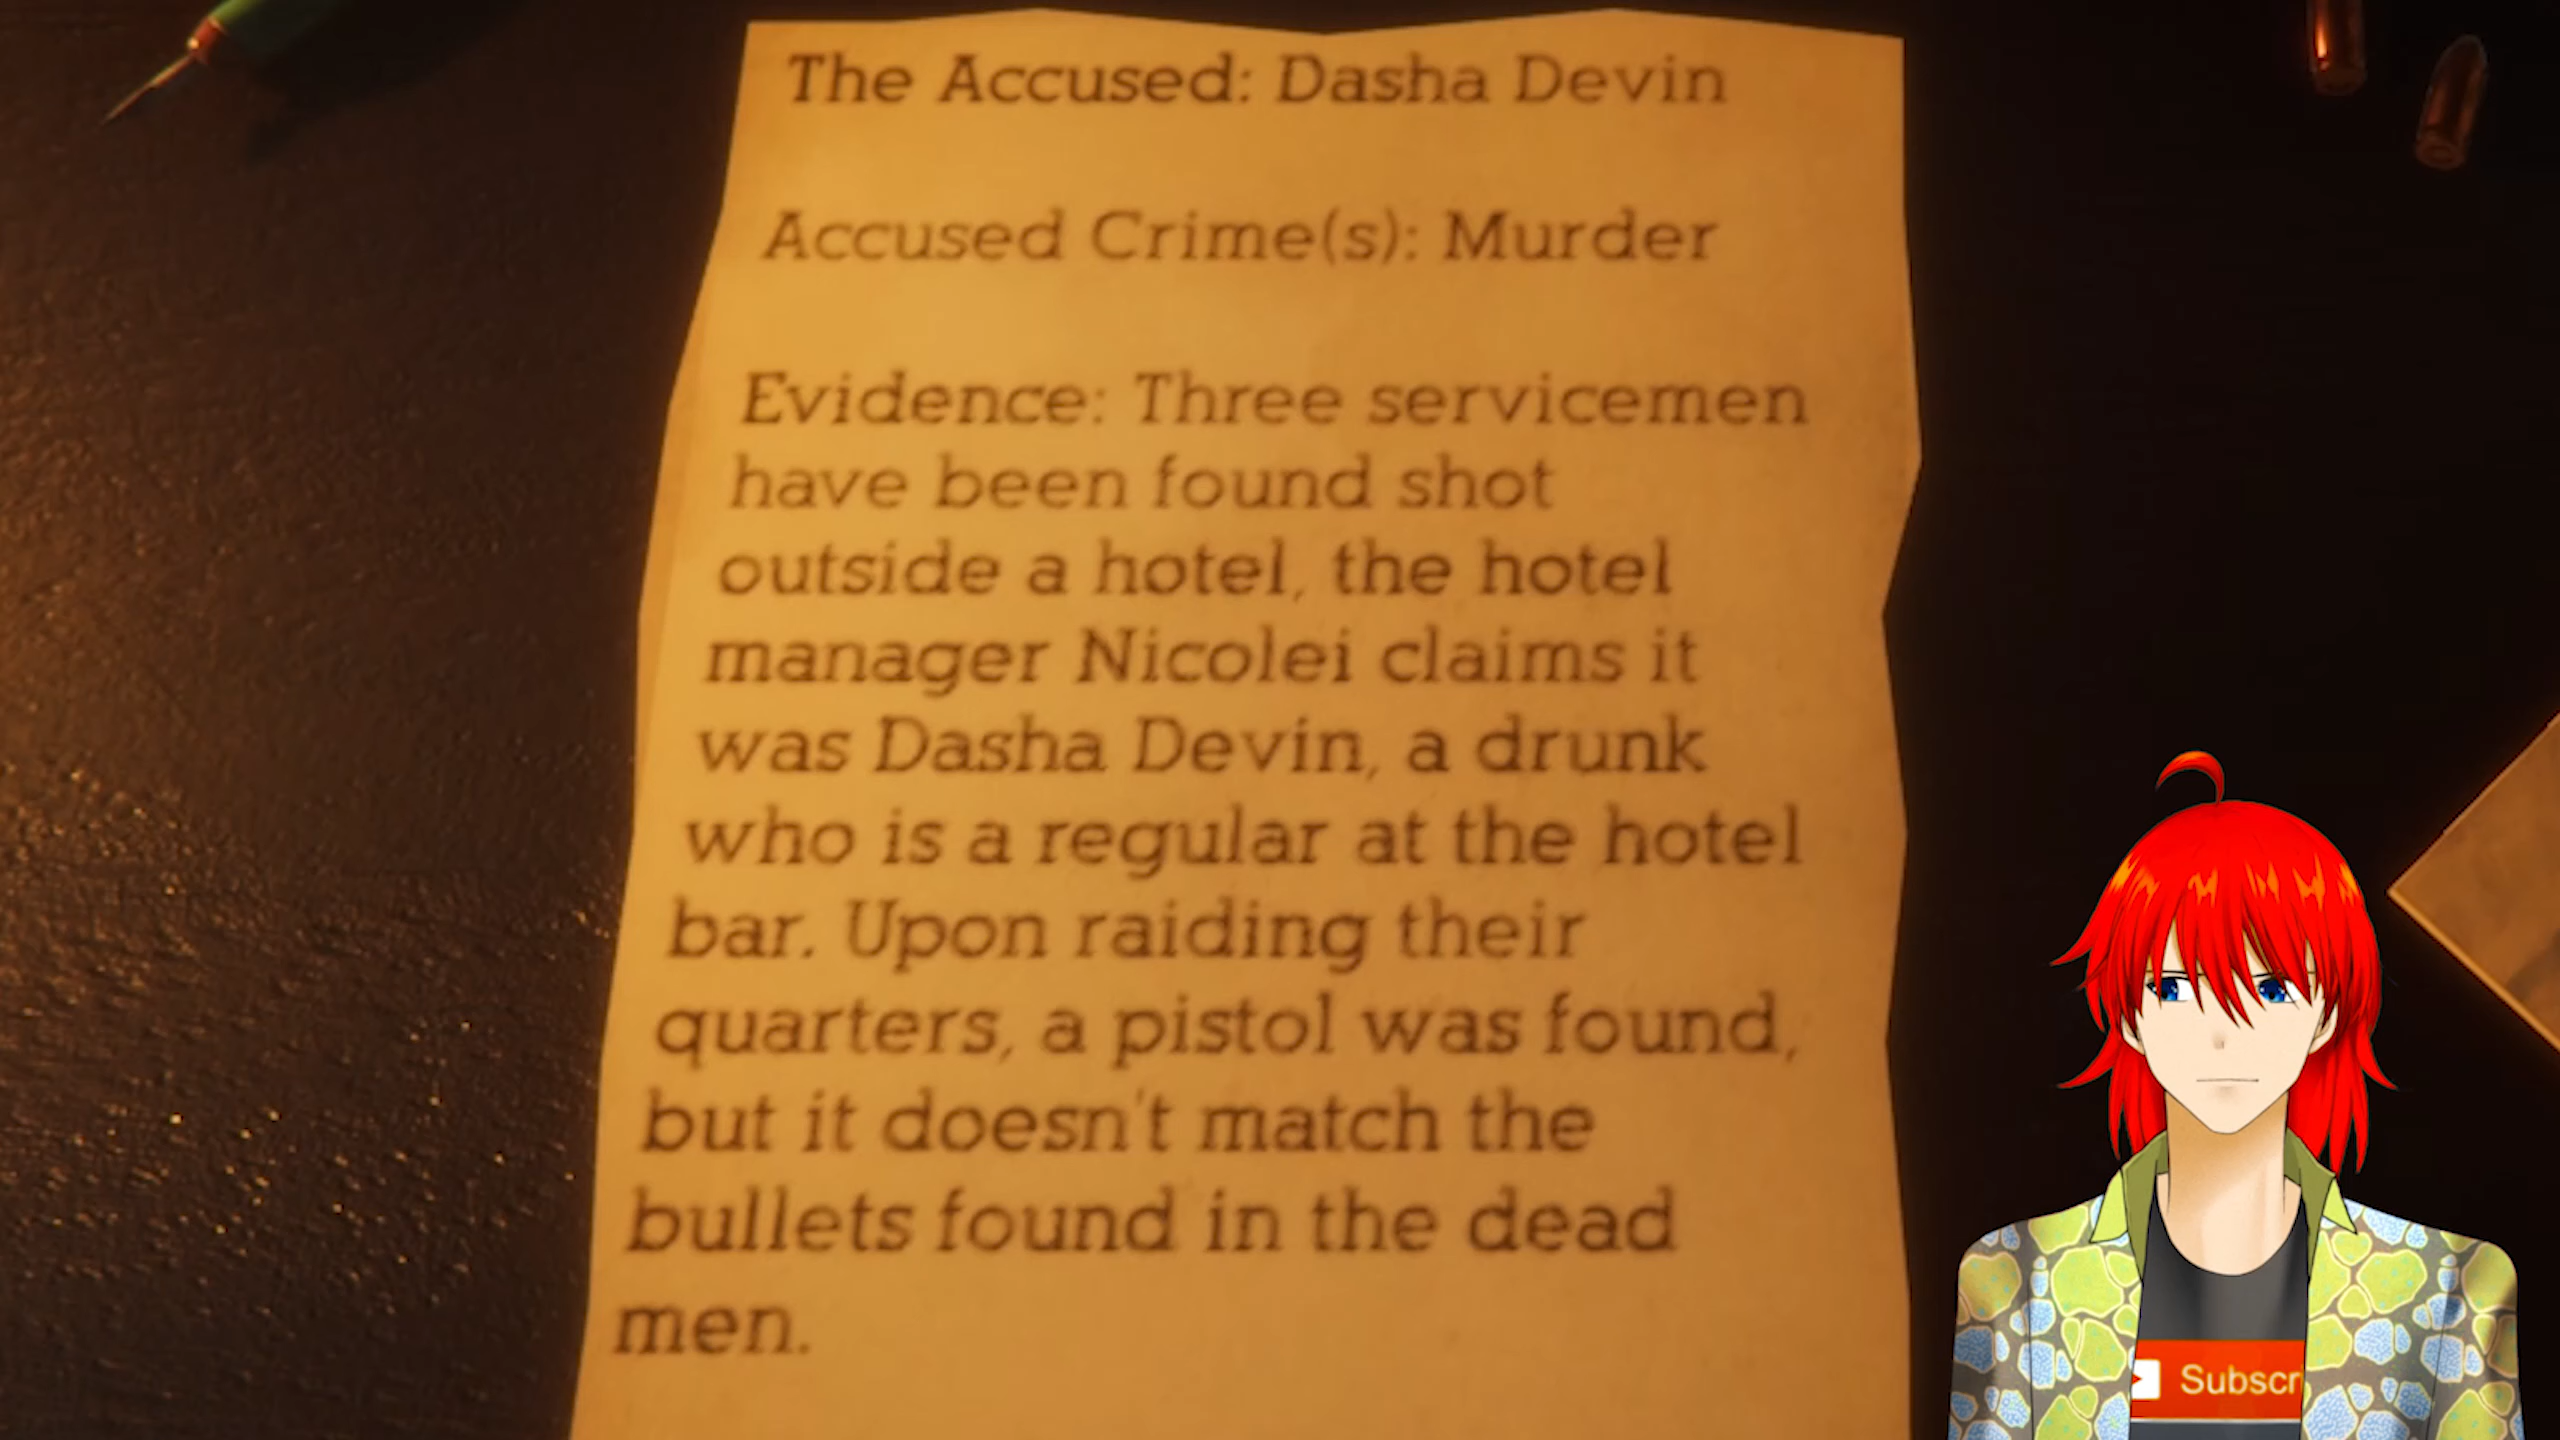 The Accused: Dasha Devin
Accused Crime(s): Murder
Evidence: Three servicemen
have been found shot
outside a hotel, the hotel
manager Nicolei claims it
was Dasha Devin, a drunk
who is a regular at the hotel
bar. Upon raiding their
quarters, a pistol was found,
but it doesn't match the
bullets found in the dead
men.
Subscr